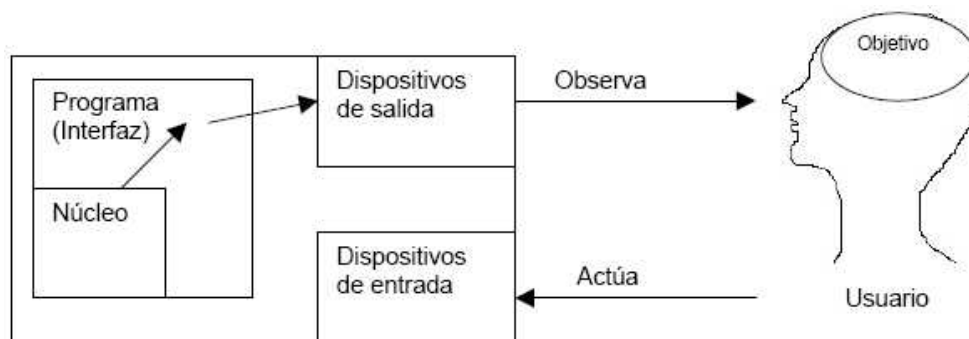 Programa
(Interfaz)
Núcleo
Dispositivos
de salida
Dispositivos
de entrada
Observa
Actúa
Objetivo
Usuario